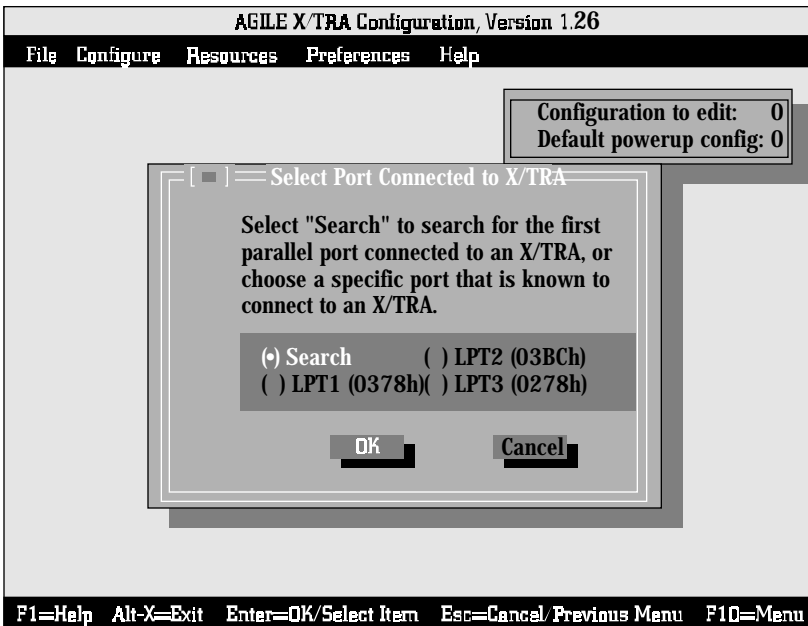 AGILE X/TRA Configuration, Version 1.26
File Configure Resources Preferences Help
Configuration to edit: 0
Default powerup config: 0
[ ■ ] Select Port Connected to X/TRA
Select "Search" to search for the first
parallel port connected to an X/TRA, or
choose a specific port that is known to
connect to an X/TRA.
(•) Search ( ) LPT2 (03BCh)
( ) LPT1 (0378h)( ) LPT3 (0278h)
OK Cancel
F1=Help Alt-X=Exit Enter=OK/Select Item Esc=Cancel/Previous Menu F10=Menu